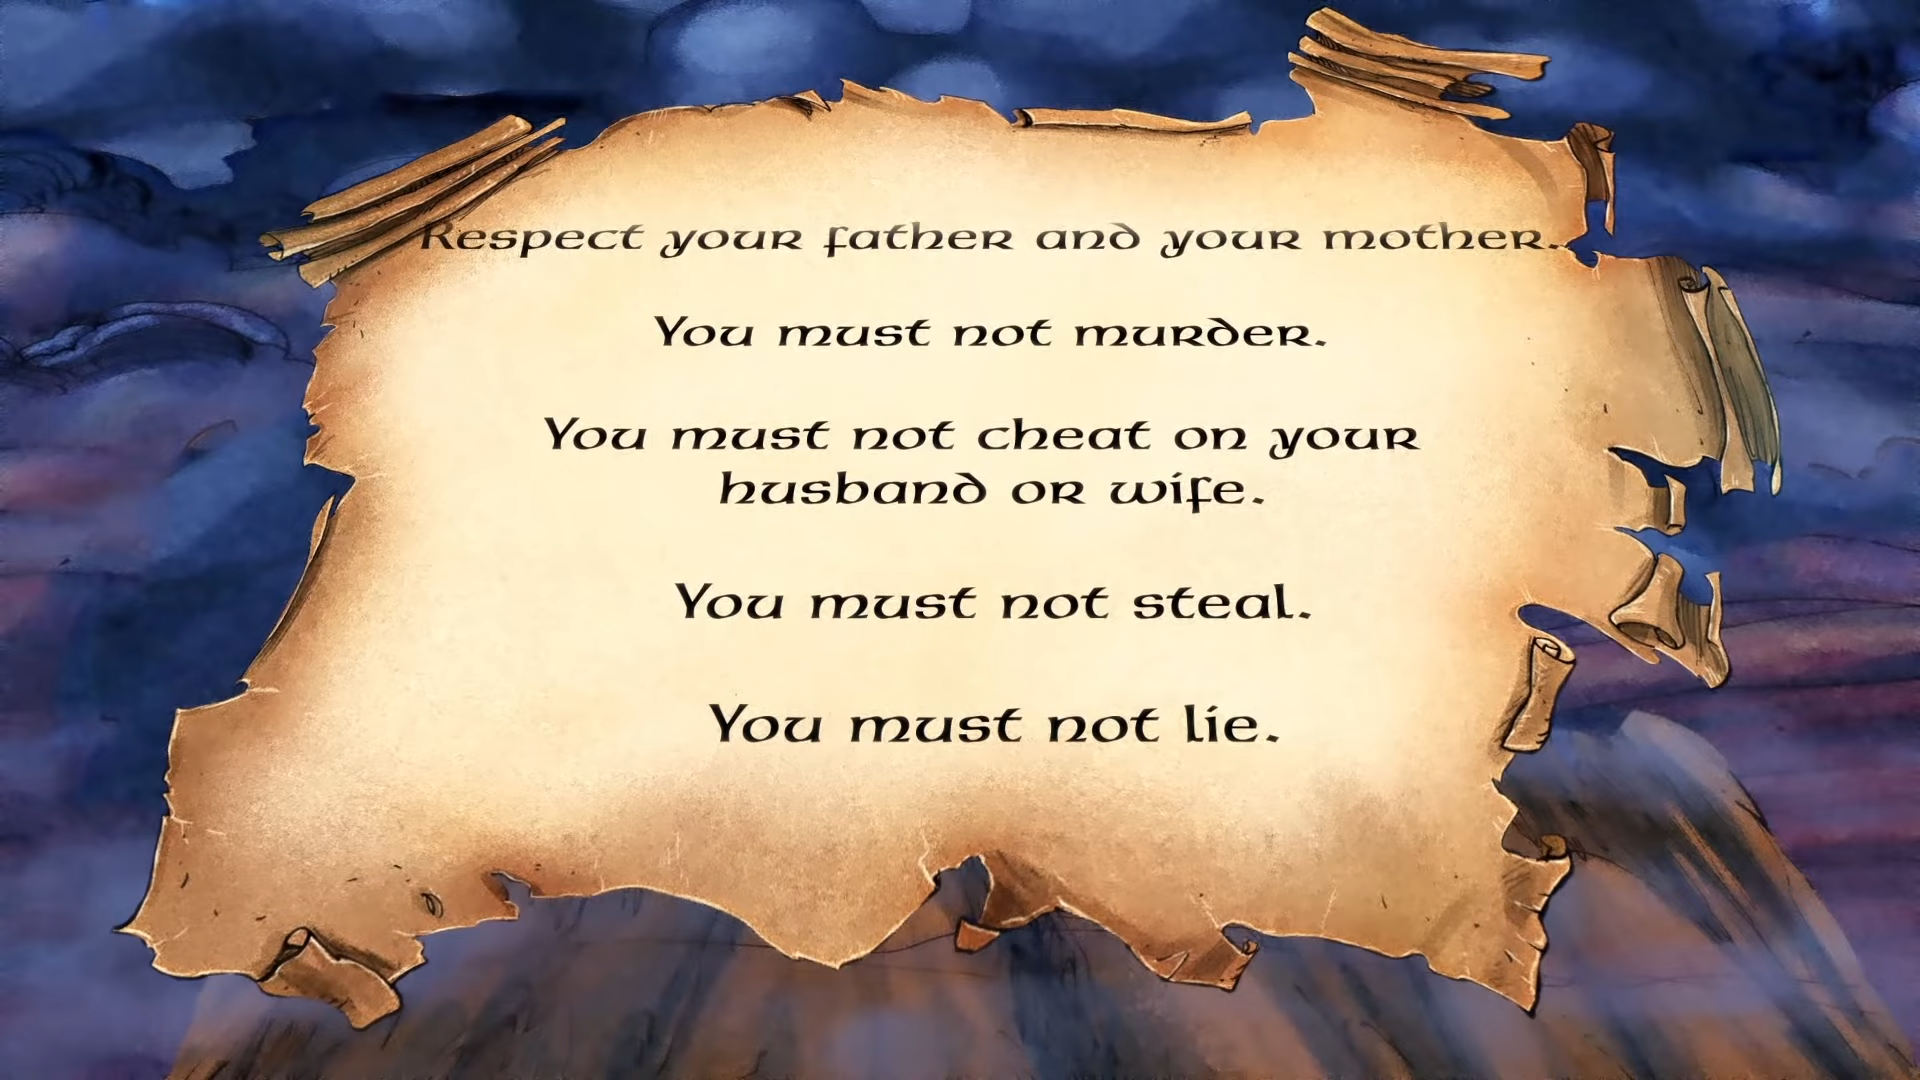 Respect your father and your mother.
You must not murder.
You must not cheat on your
husband or wife.
You must not steal.
You must not lie.